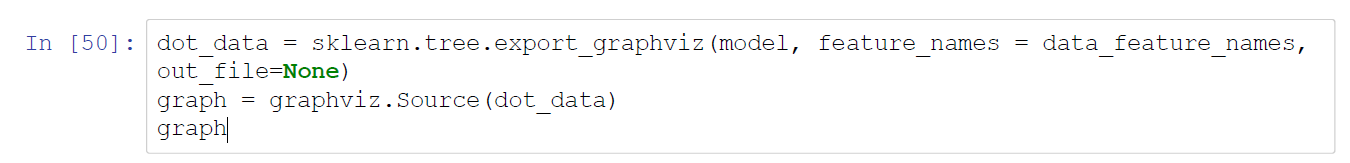 In [50]: dot_data = sklearn.tree.export_graphviz(model, feature_names = data_feature_names,
out_file=None)
graph = graphviz.Source(dot_data)
graph